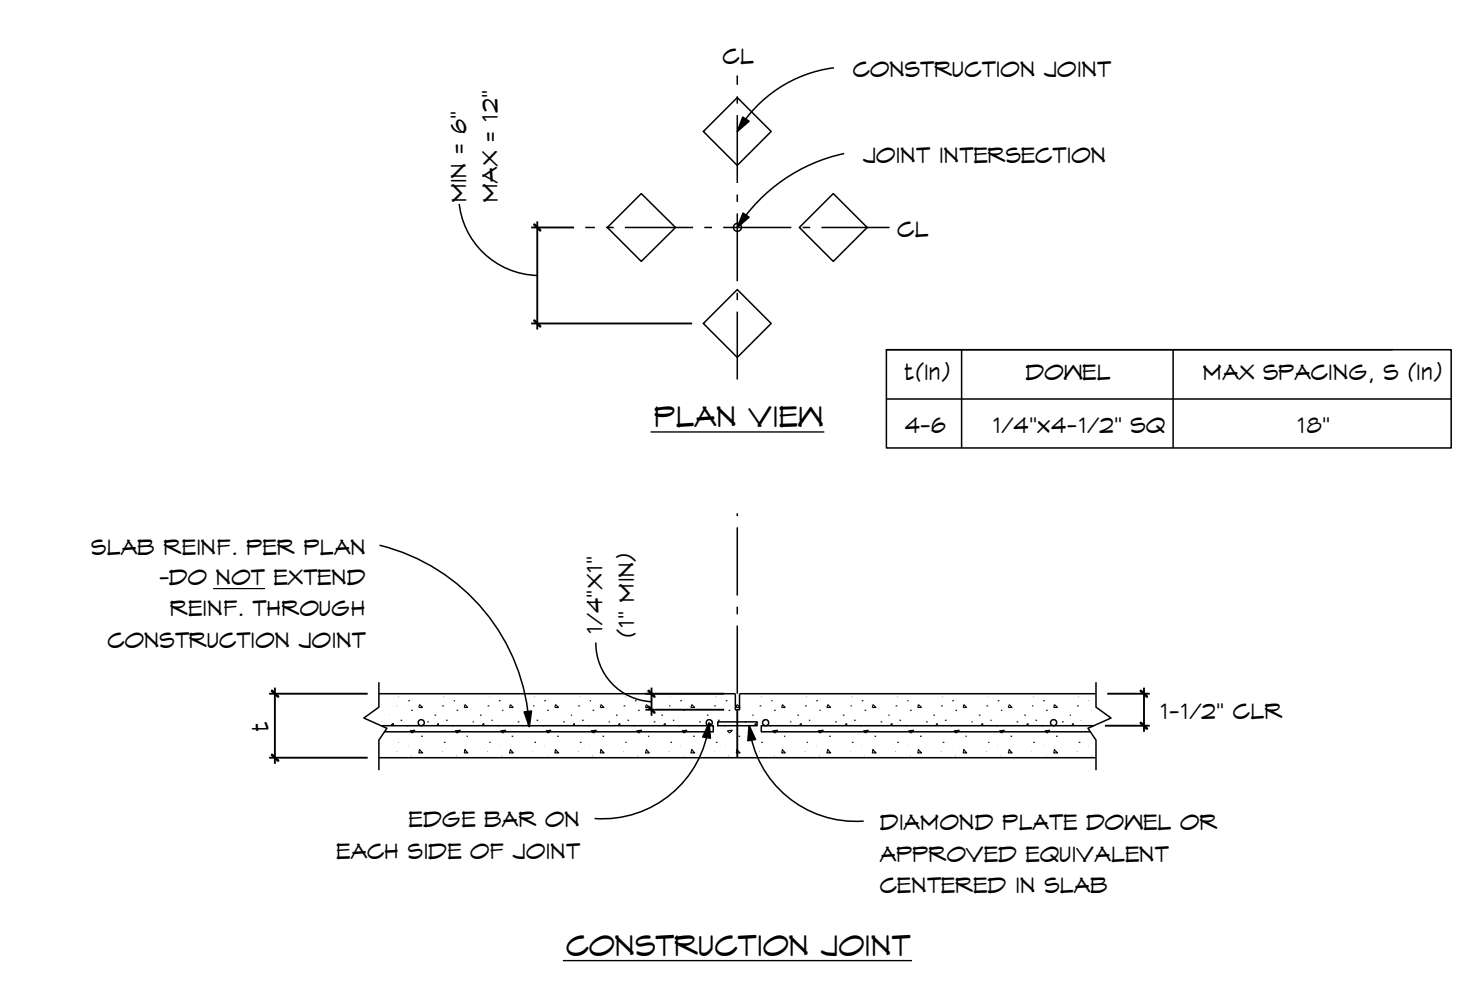 CL
CONSTRUCTION JOINT
MIN = 6"
MAX = 12"
JOINT INTERSECTION
CL
PLAN VIEW
t(In) DOWEL MAX SPACING, S (In)
4-6 1/4"x4-1/2" SQ 18"
SLAB REINF. PER PLAN
-DO NOT EXTEND
REINF. THROUGH
CONSTRUCTION JOINT
1/4"X1"
(1" MIN)
t
1-1/2" CLR
EDGE BAR ON
EACH SIDE OF JOINT
DIAMOND PLATE DOWEL OR
APPROVED EQUIVALENT
CENTERED IN SLAB
CONSTRUCTION JOINT